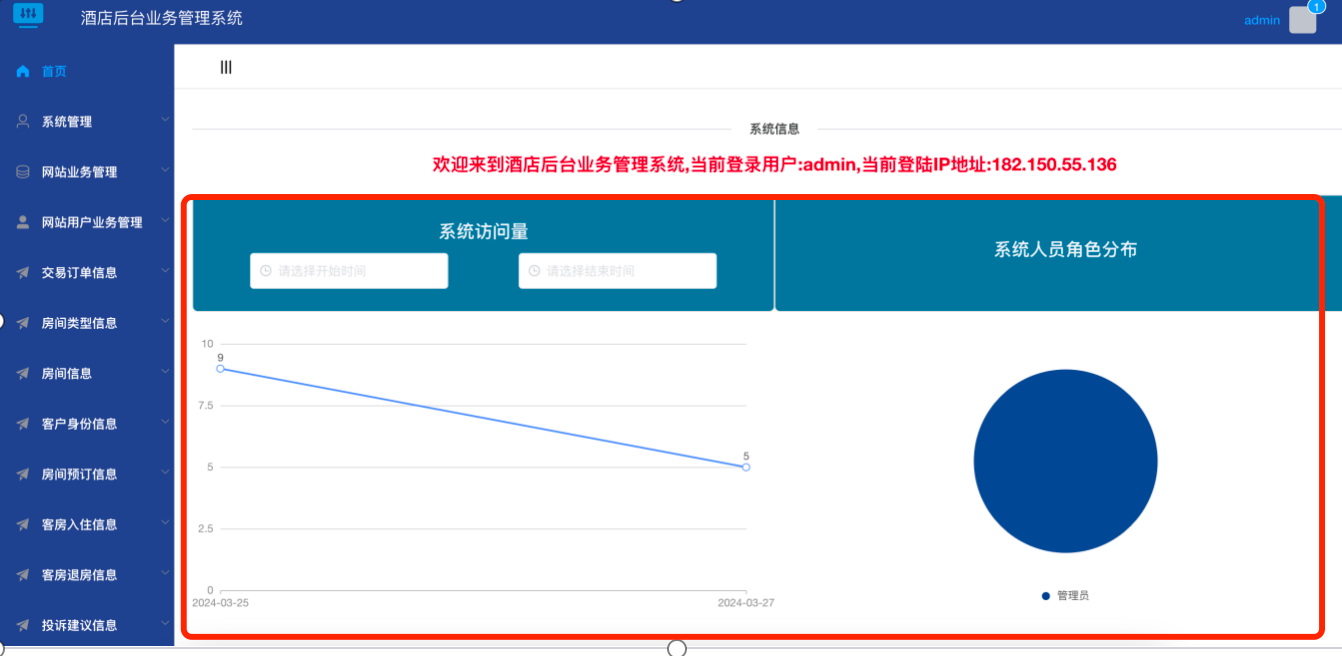 酒店后台业务管理系统
admin
1
首页
系统管理
网站业务管理
网站用户业务管理
交易订单信息
房间类型信息
房间信息
客户身份信息
房间预订信息
客房入住信息
客房退房信息
投诉建议信息
系统信息
欢迎来到酒店后台业务管理系统,当前登录用户:admin,当前登陆IP地址:182.150.55.136
系统访问量
请选择开始时间
请选择结束时间
10
9
7.5
5
5
2.5
0
2024-03-25
2024-03-27
系统人员角色分布
管理员